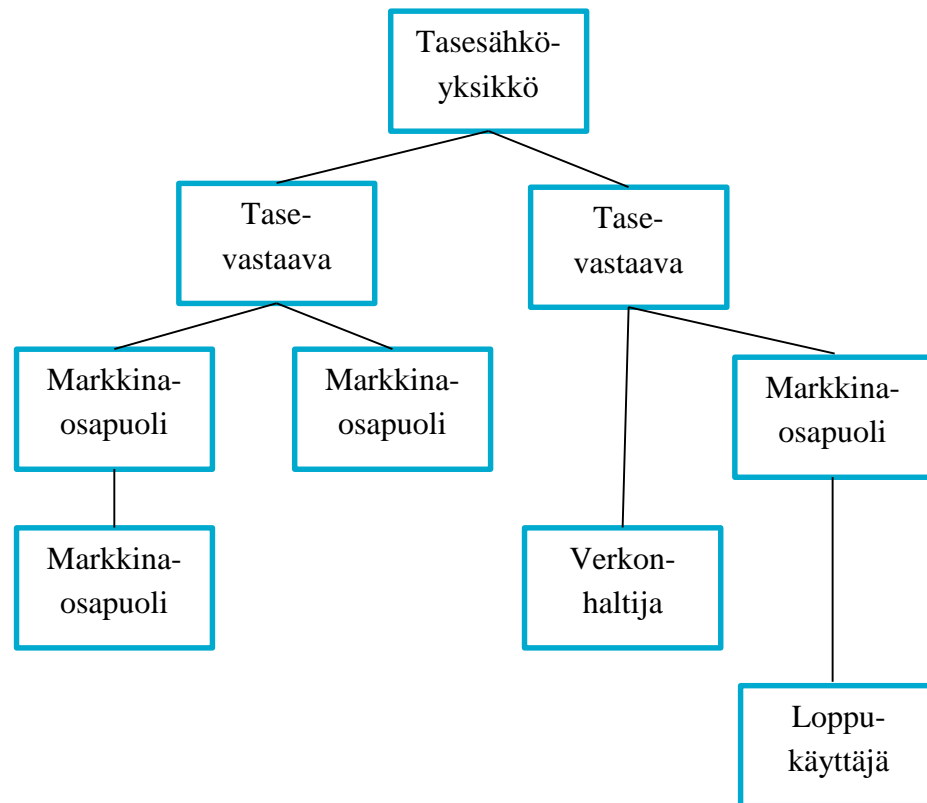 Tasesähkö-
yksikkö
Tase-
vastaava
Tase-
vastaava
Markkina-
osapuoli
Markkina-
osapuoli
Markkina-
osapuoli
Markkina-
osapuoli
Verkon-
haltija
Loppu-
käyttäjä